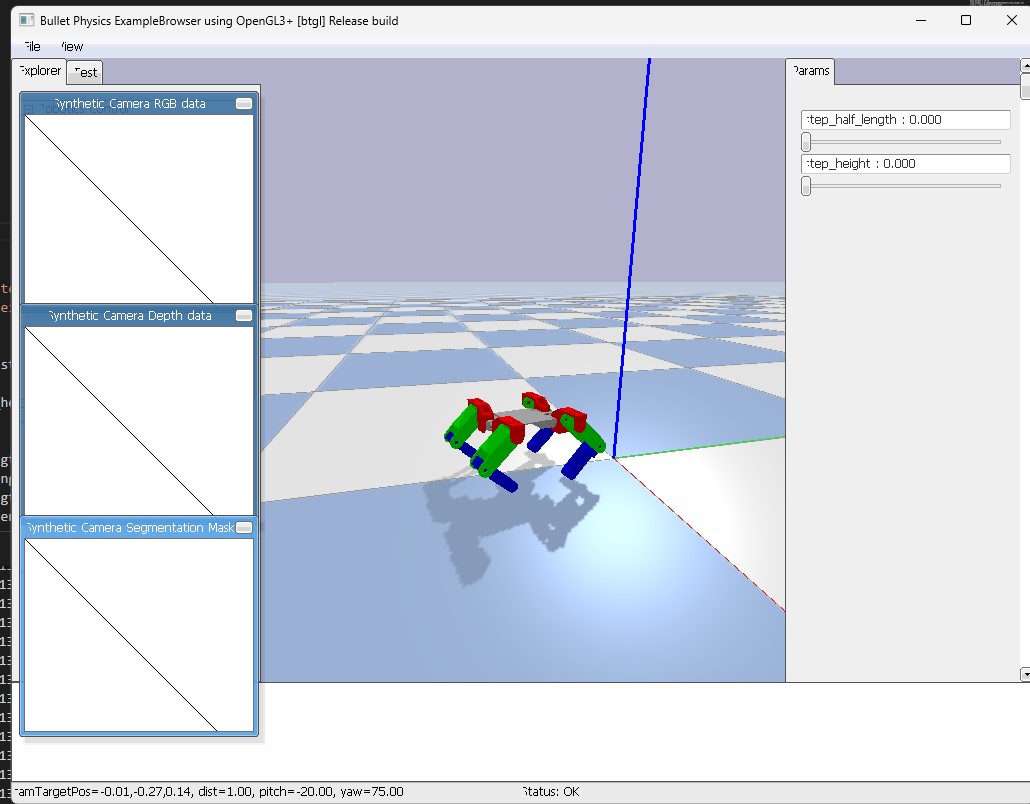 Bullet Physics ExampleBrowser using OpenGL3+ [btgl] Release build
File View
Explorer Test
Params
Synthetic Camera RGB data
step_half_length : 0.000
step_height : 0.000
Synthetic Camera Depth data
Synthetic Camera Segmentation Mask
amTargetPos=-0.01,-0.27,0.14, dist=1.00, pitch=-20.00, yaw=75.00
Status: OK